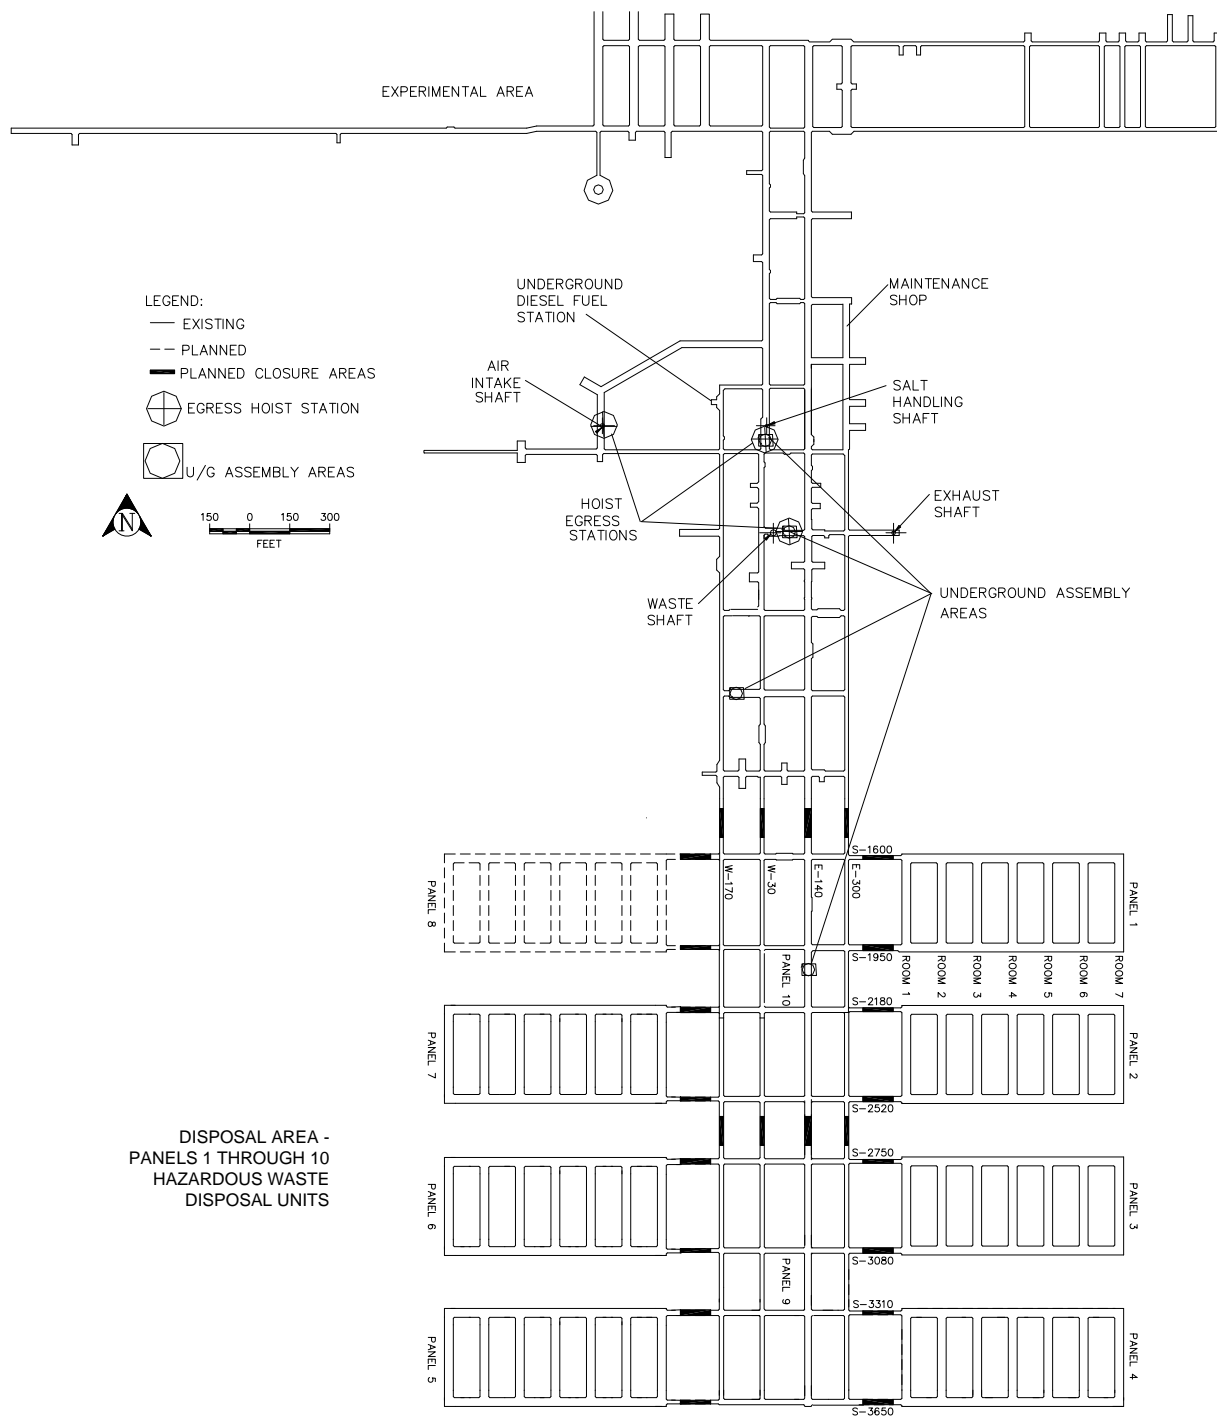 EXPERIMENTAL AREA
LEGEND:
EXISTING
PLANNED
PLANNED CLOSURE AREAS
EGRESS HOIST STATION
U/G ASSEMBLY AREAS
N
150 0 150 300
FEET
UNDERGROUND
DIESEL FUEL
STATION
MAINTENANCE
SHOP
AIR
INTAKE
SHAFT
SALT
HANDLING
SHAFT
HOIST
EGRESS
STATIONS
EXHAUST
SHAFT
WASTE
SHAFT
UNDERGROUND ASSEMBLY
AREAS
S-1600
W-170
W-30
E-140
E-300
PANEL 8
PANEL 1
S-1950
PANEL 10
S-2180
ROOM 1
ROOM 2
ROOM 3
ROOM 4
ROOM 5
ROOM 6
ROOM 7
PANEL 7
PANEL 2
S-2520
DISPOSAL AREA -
PANELS 1 THROUGH 10
HAZARDOUS WASTE
DISPOSAL UNITS
S-2750
PANEL 6
PANEL 3
S-3080
PANEL 9
S-3310
PANEL 5
PANEL 4
S-3650